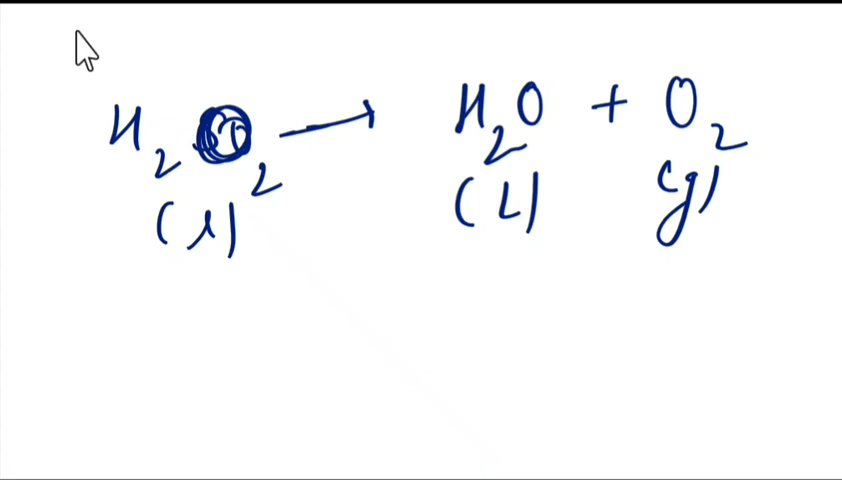 H₂O₂ → H₂O + O₂
(l) (L) (g)